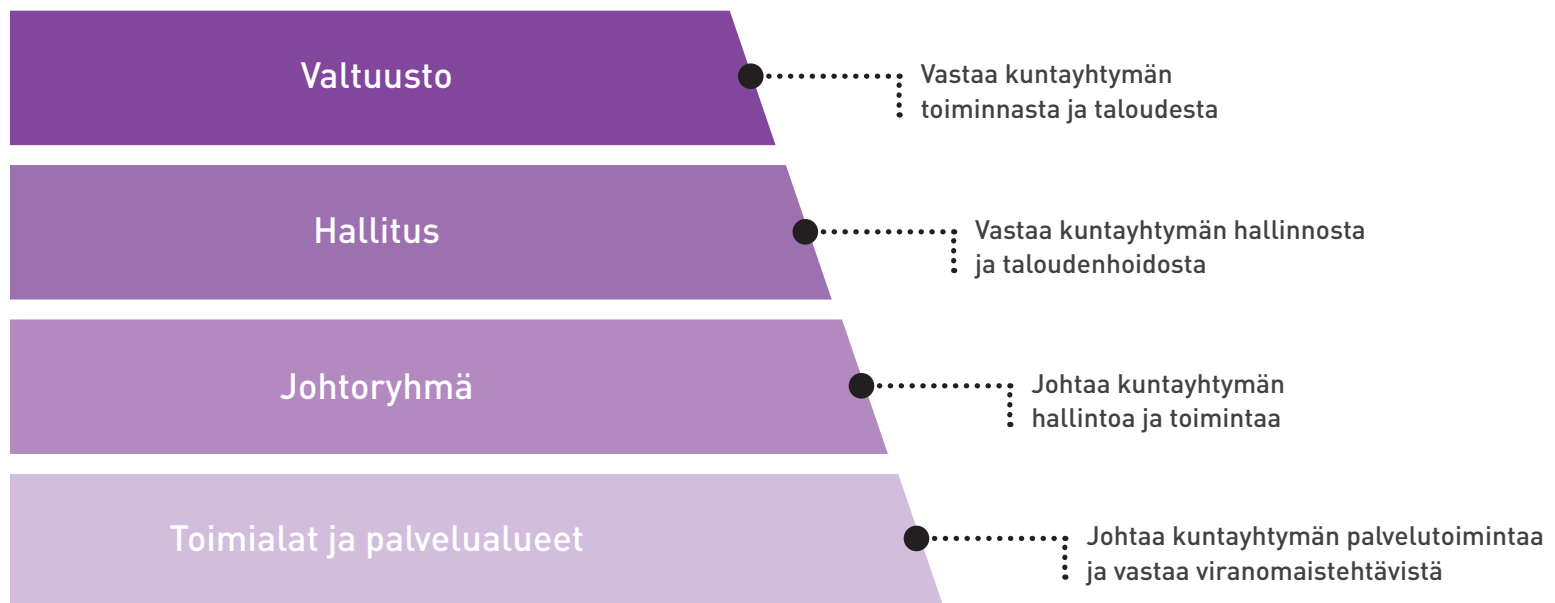 Valtuusto
Vastaa kuntayhtymän
toiminnasta ja taloudesta
Hallitus
Vastaa kuntayhtymän hallinnosta
ja taloudenhoidosta
Johtoryhmä
Johtaa kuntayhtymän
hallintoa ja toimintaa
Toimialat ja palvelualueet
Johtaa kuntayhtymän palvelutoimintaa
ja vastaa viranomaistehtävistä